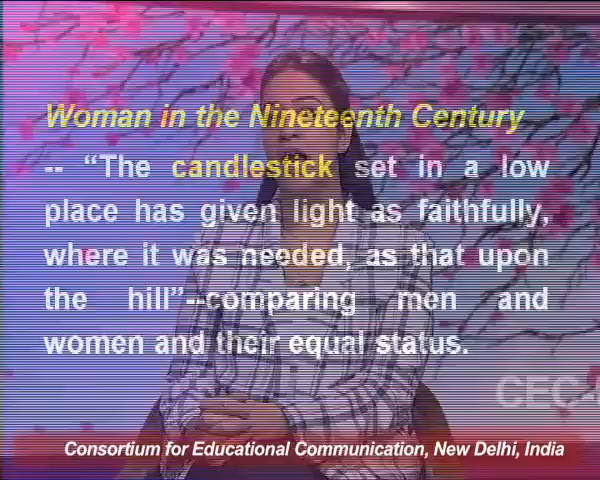 Woman in the Nineteenth Century
-- “The candlestick set in a low
place has given light as faithfully,
where it was needed, as that upon
the hill”--comparing men and
women and their equal status.
CEC-
Consortium for Educational Communication, New Delhi, India